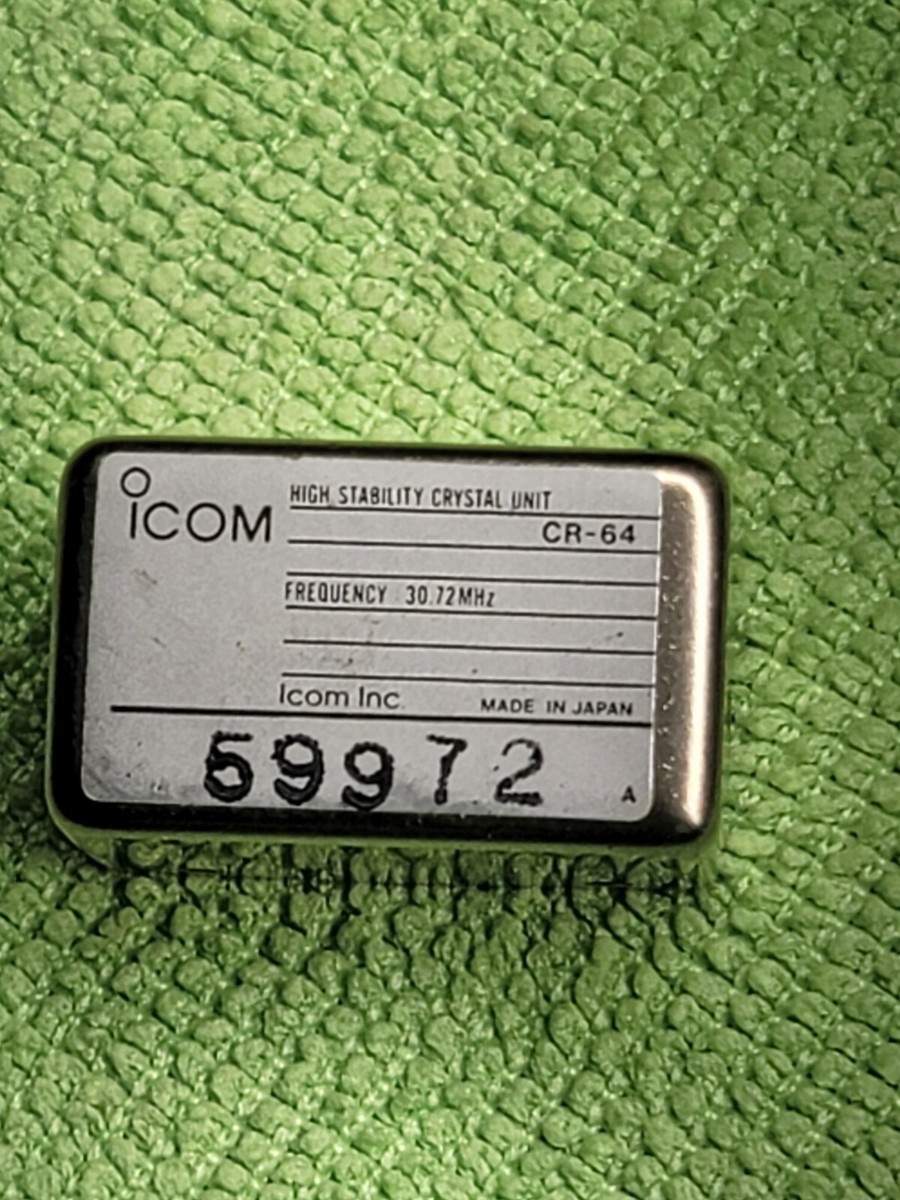 ICOM
HIGH STABILITY CRYSTAL UNIT
CR-64
FREQUENCY 30.72MHz
Icom Inc.
MADE IN JAPAN
59972
A